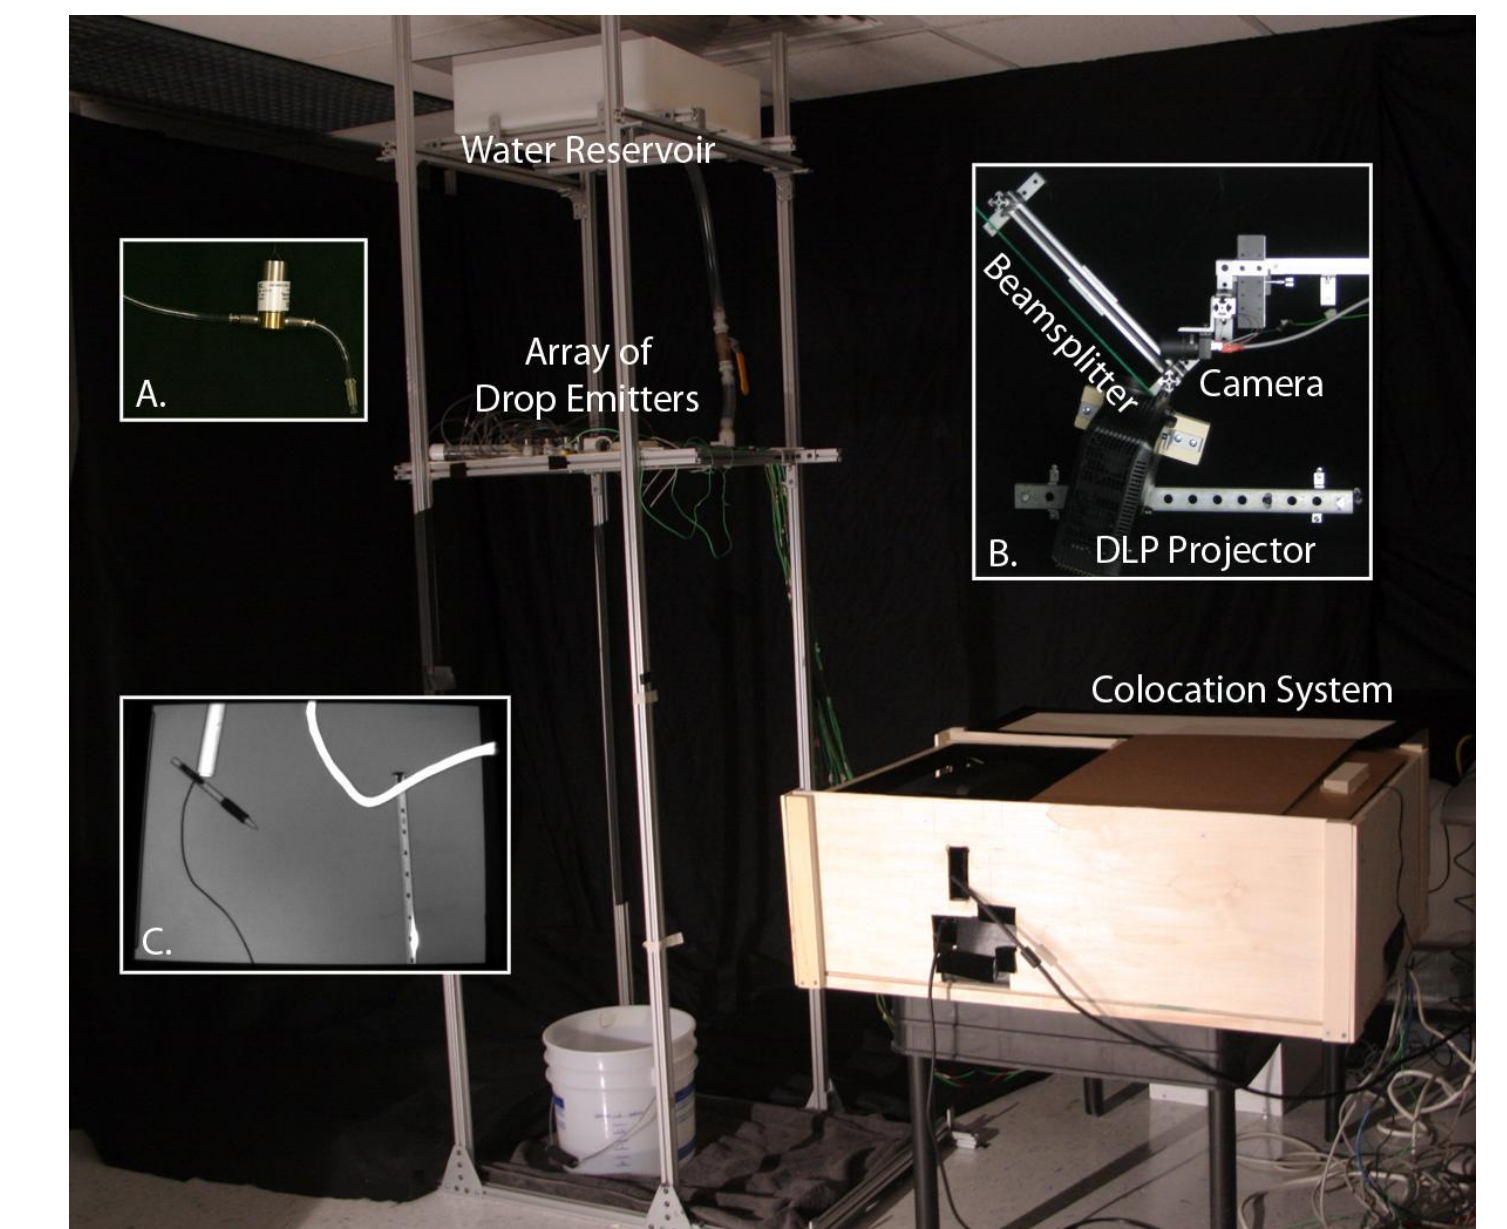 Water Reservoir
A.
Array of
Drop Emitters
Beamsplitter
Camera
B.
DLP Projector
Colocation System
C.